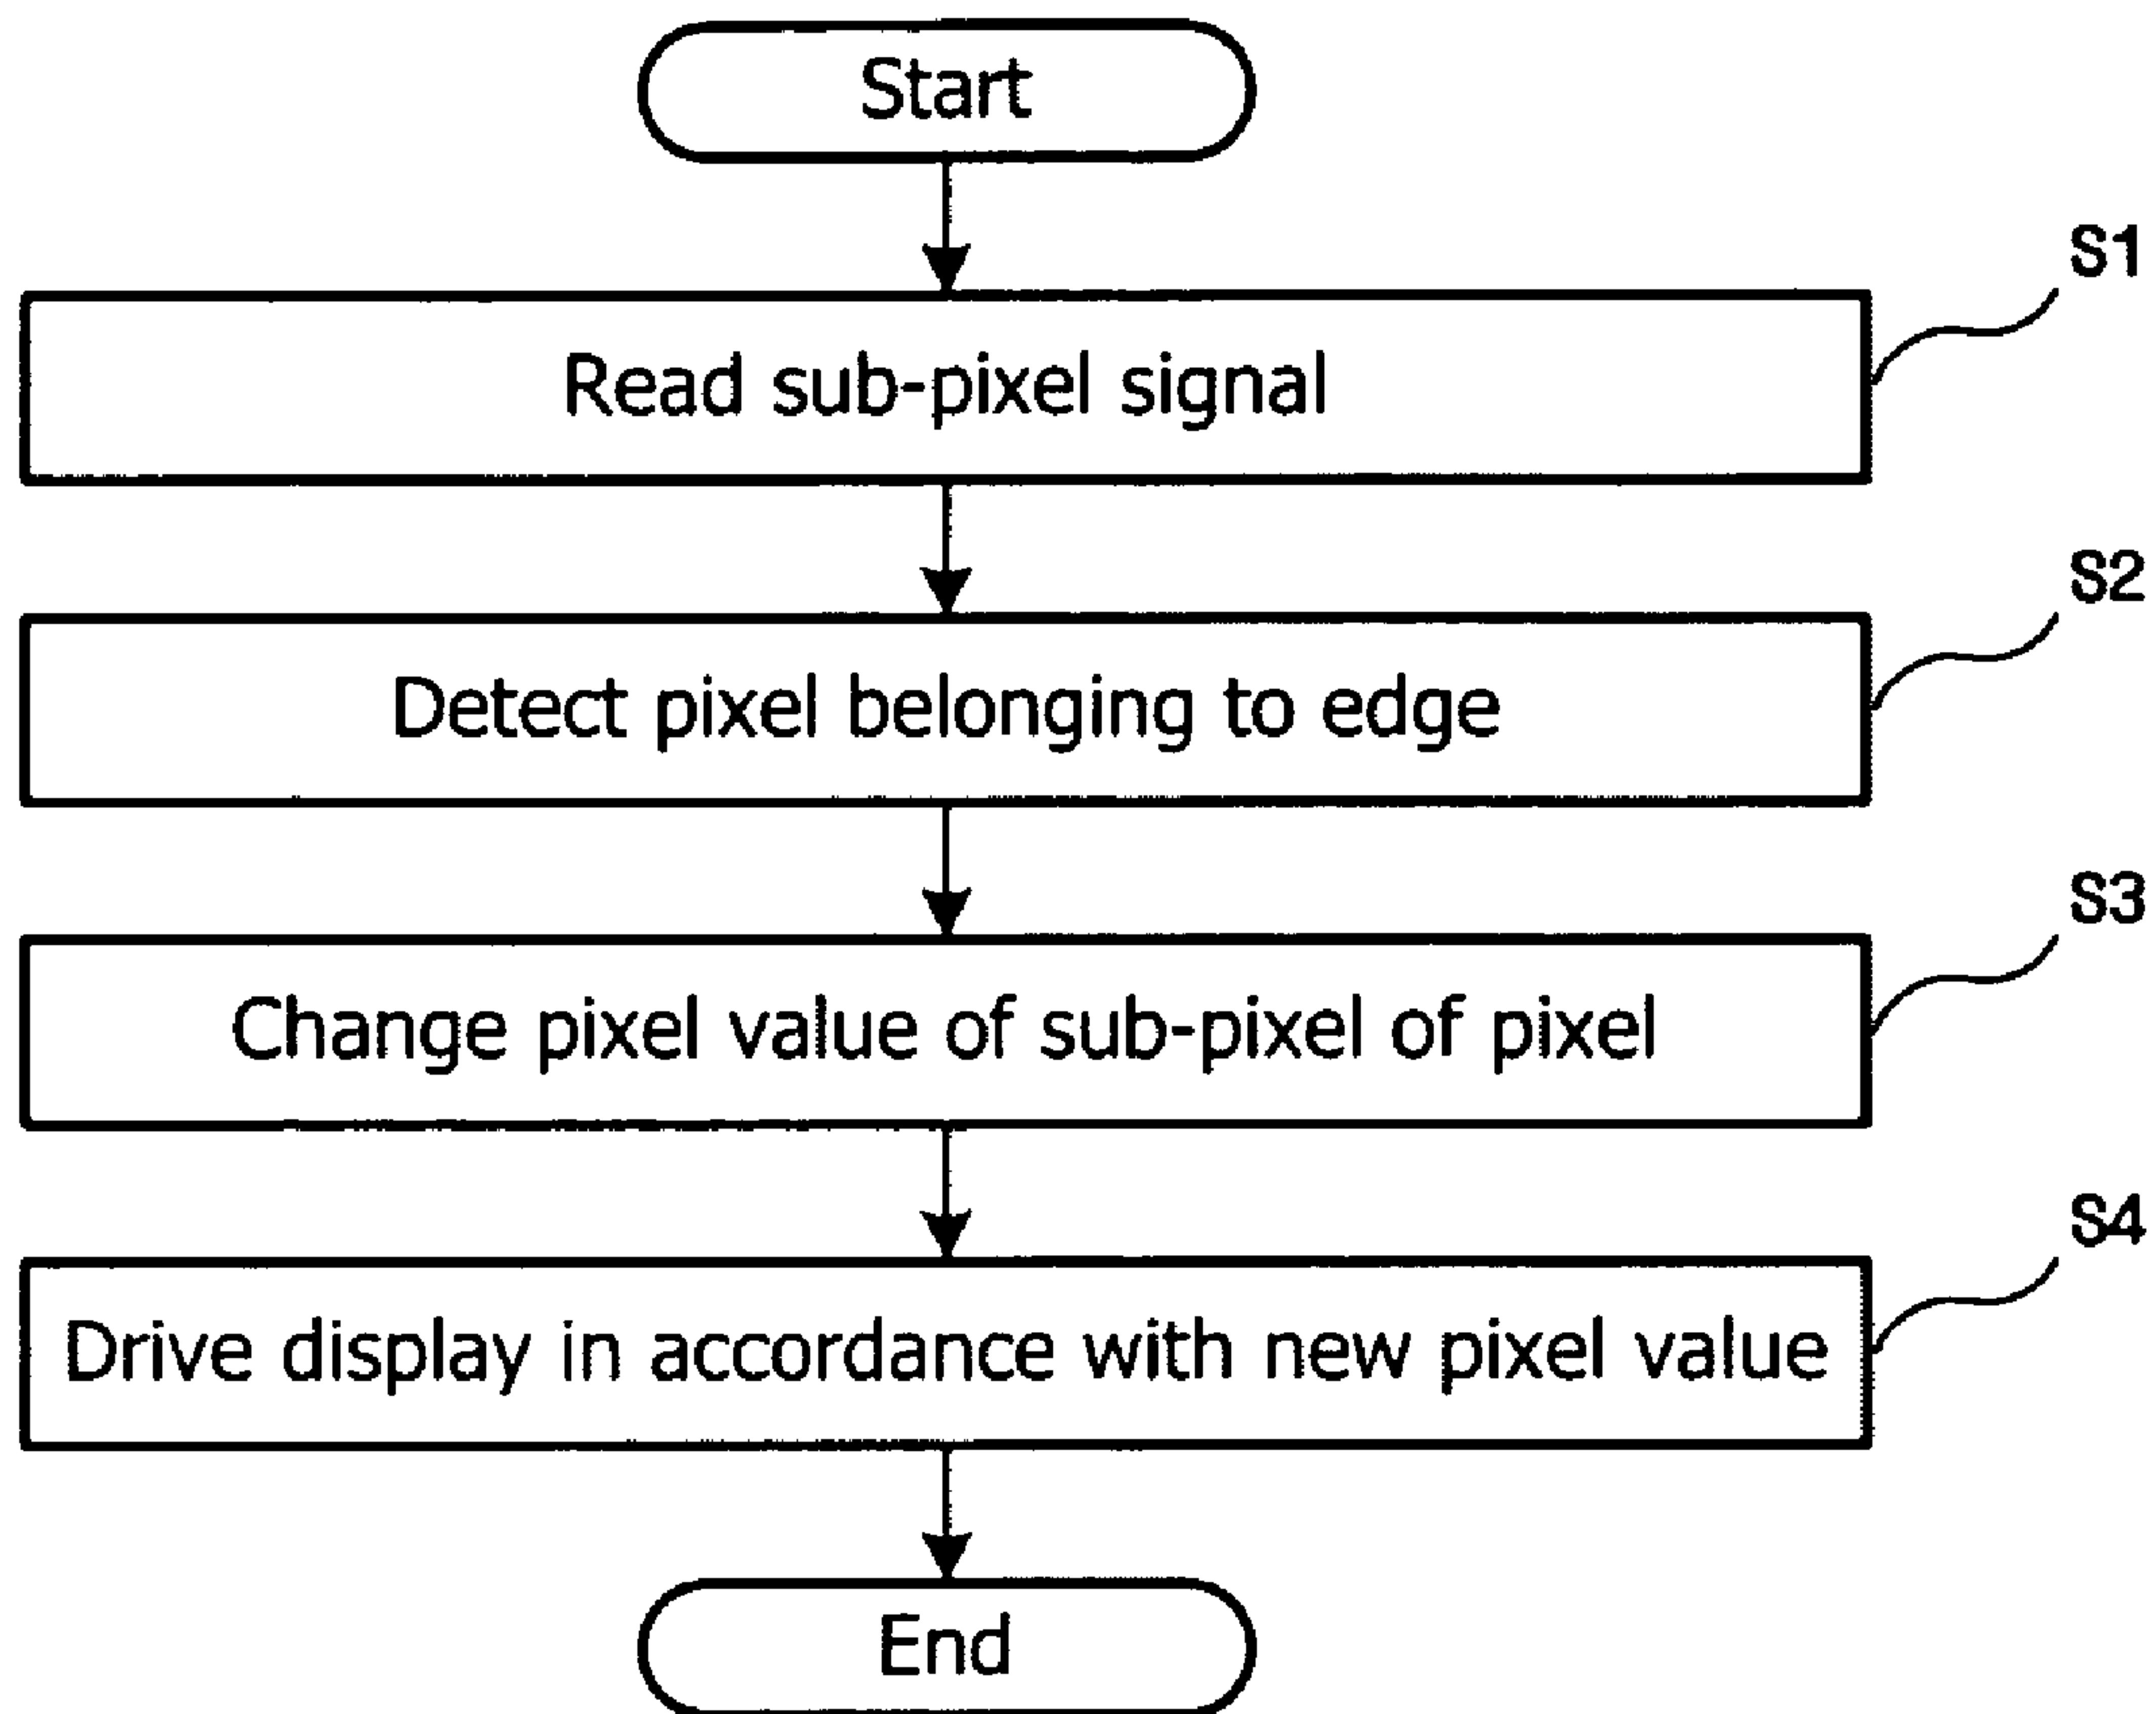 Start
S1
Read sub-pixel signal
S2
Detect pixel belonging to edge
S3
Change pixel value of sub-pixel of pixel
S4
Drive display in accordance with new pixel value
End